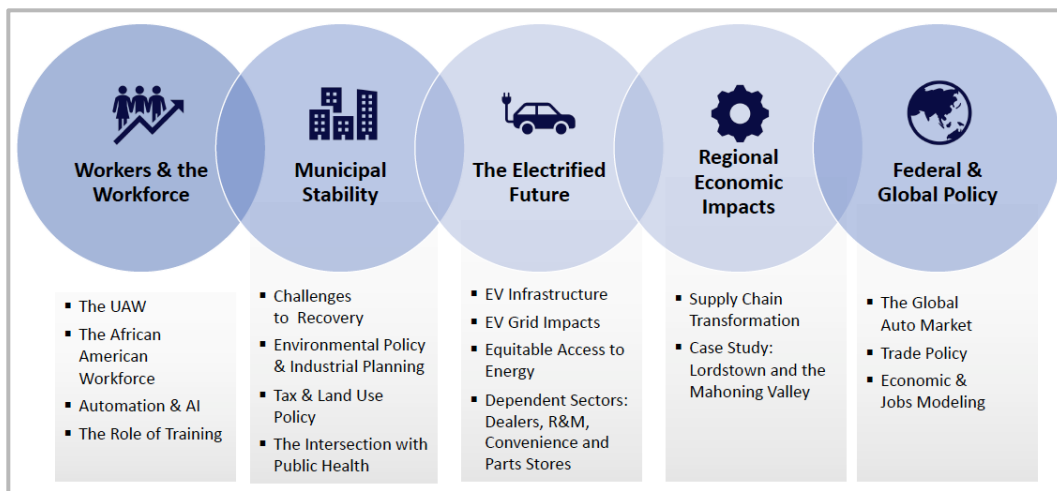 Workers & the
Workforce
Municipal
Stability
The Electrified
Future
Regional
Economic
Impacts
Federal &
Global Policy
▪ The UAW
▪ The African
American
Workforce
▪ Automation & AI
▪ The Role of Training
▪ Challenges
to Recovery
▪ Environmental Policy
& Industrial Planning
▪ Tax & Land Use
Policy
▪ The Intersection with
Public Health
▪ EV Infrastructure
▪ EV Grid Impacts
▪ Equitable Access to
Energy
▪ Dependent Sectors:
Dealers, R&M,
Convenience and
Parts Stores
▪ Supply Chain
Transformation
▪ Case Study:
Lordstown and the
Mahoning Valley
▪ The Global
Auto Market
▪ Trade Policy
▪ Economic &
Jobs Modeling